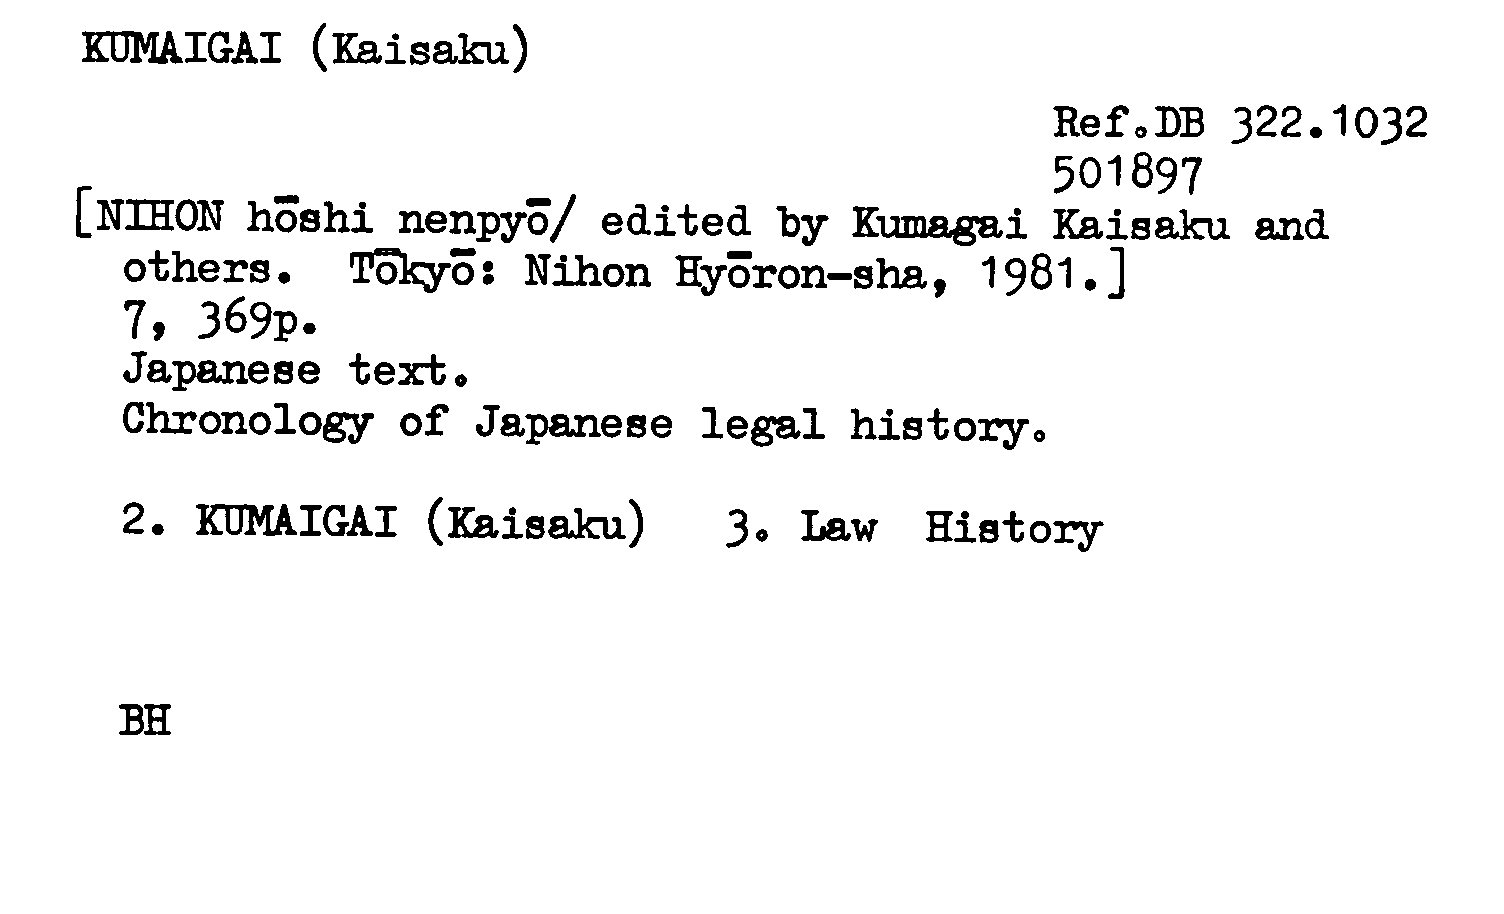 KUMAIGAI (Kaisaku)
Ref.DB 322.1032
501897
[NIHON hōshi nenpyō/ edited by Kumagai Kaisaku and
others. Tōkyō: Nihon Hyōron-sha, 1981.]
7, 369p.
Japanese text.
Chronology of Japanese legal history.
2. KUMAIGAI (Kaisaku) 3. Law History
BH